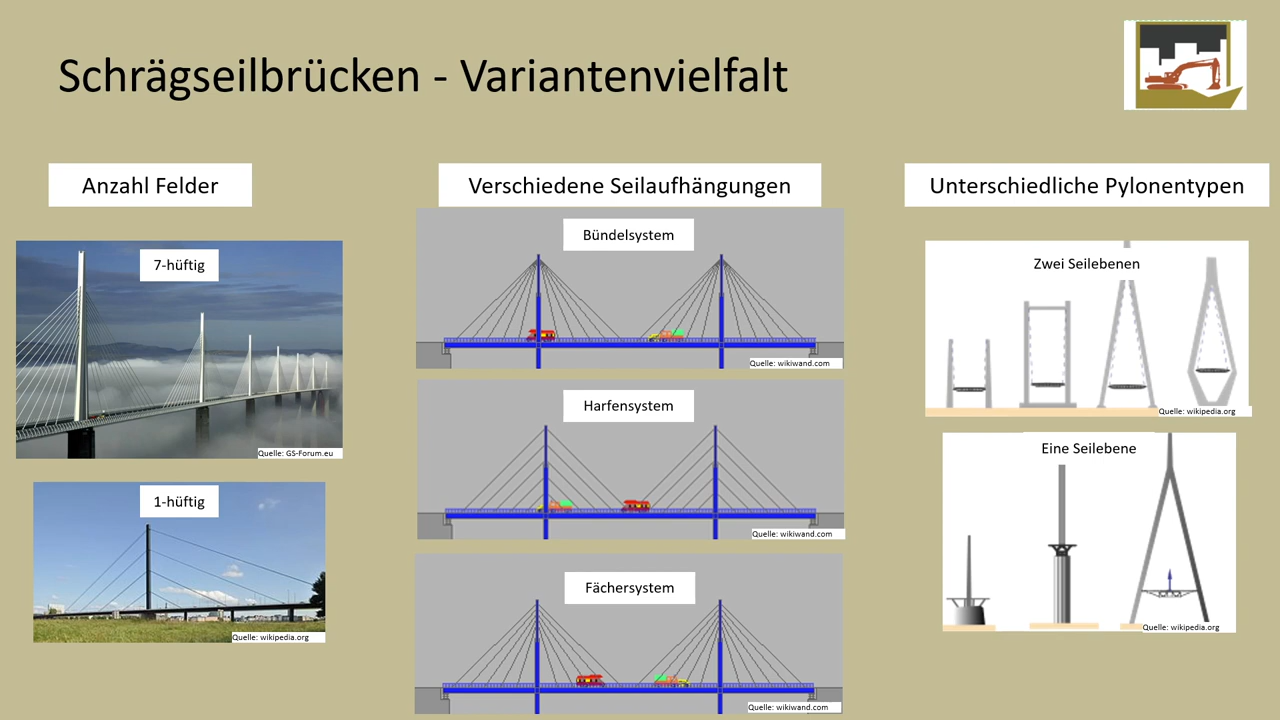 Schrägseilbrücken - Variantenvielfalt
Anzahl Felder
7-hüftig
Quelle: GS-Forum.eu
1-hüftig
Quelle: wikipedia.org
Verschiedene Seilaufhängungen
Bündelsystem
Quelle: wikiwand.com
Harfensystem
Quelle: wikiwand.com
Fächersystem
Quelle: wikiwand.com
Unterschiedliche Pylonentypen
Zwei Seilebenen
Quelle: wikipedia.org
Eine Seilebene
Quelle: wikipedia.org